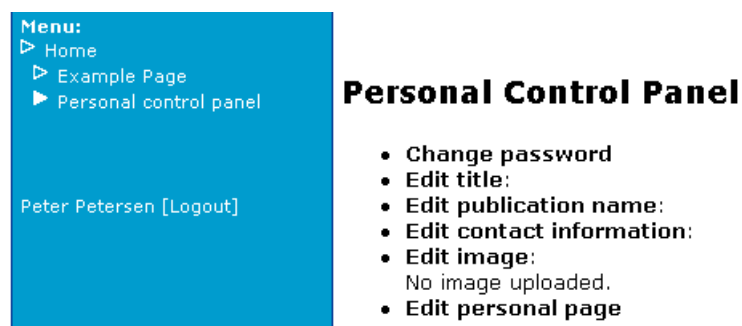 Menu:
Home
Example Page
Personal control panel
Peter Petersen [Logout]
Personal Control Panel
Change password
Edit title:
Edit publication name:
Edit contact information:
Edit image:
No image uploaded.
Edit personal page